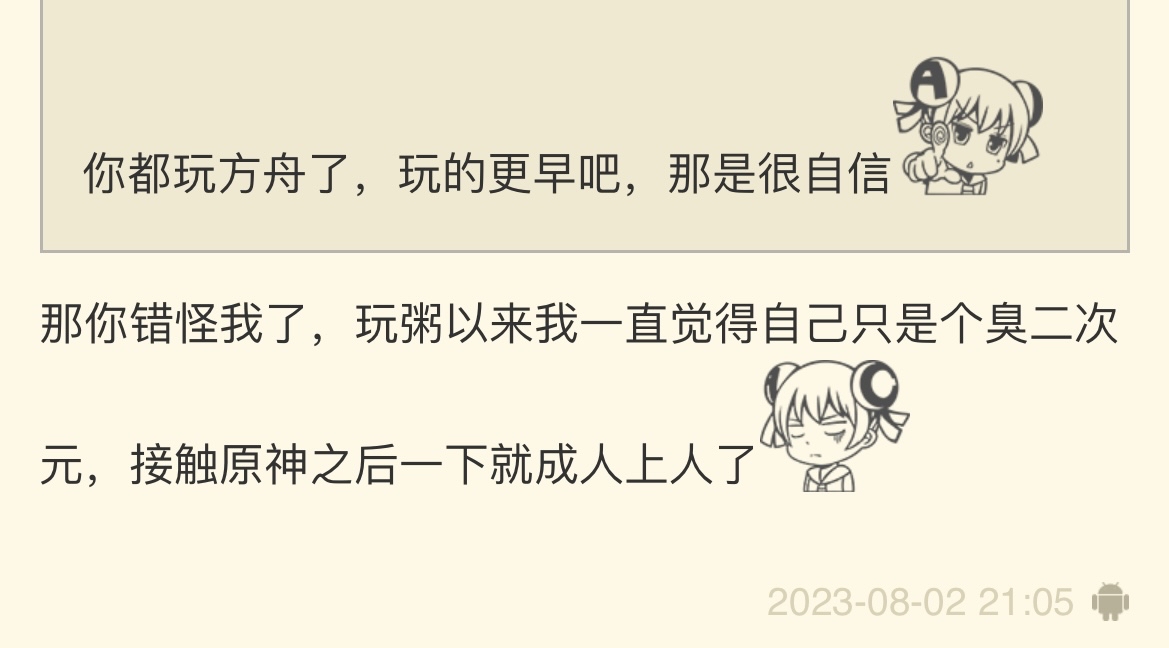 你都玩方舟了，玩的更早吧，那是很自信
那你错怪我了，玩粥以来我一直觉得自己只是个臭二次
元，接触原神之后一下就成人上人了
2023-08-02 21:05